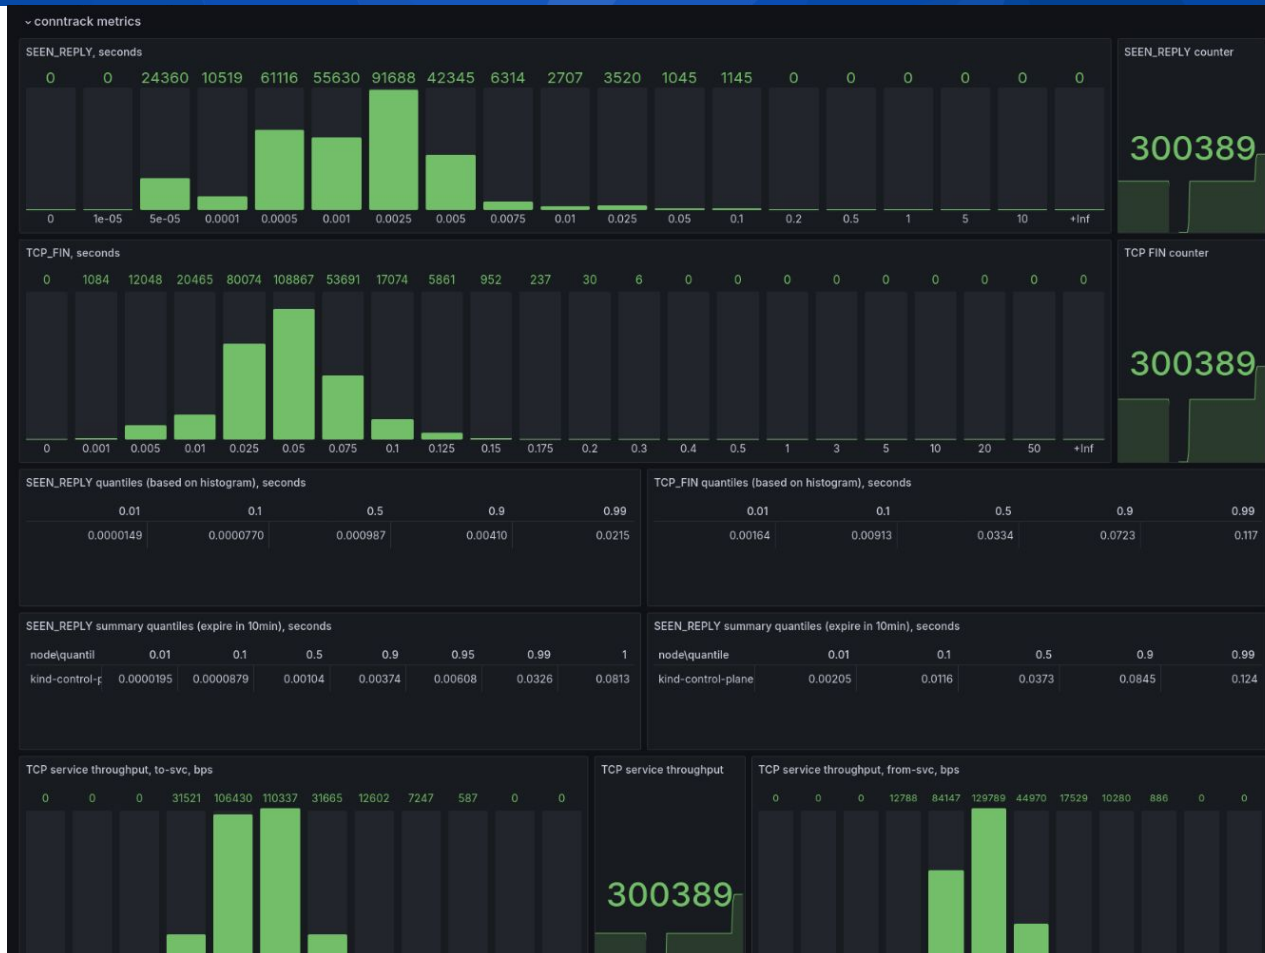 conntrack metrics
SEEN_REPLY, seconds
0 0 24360 10519 61116 55630 91688 42345 6314 2707 3520 1045 1145 0 0 0 0 0 0
0 1e-05 5e-05 0.0001 0.0005 0.001 0.0025 0.005 0.0075 0.01 0.025 0.05 0.1 0.2 0.5 1 5 10 +Inf
SEEN_REPLY counter
300389
TCP_FIN, seconds
0 1084 12048 20465 80074 108867 53691 17074 5861 952 237 30 6 0 0 0 0 0 0 0 0 0
0 0.001 0.005 0.01 0.025 0.05 0.075 0.1 0.125 0.15 0.175 0.2 0.3 0.4 0.5 1 3 5 10 20 50 +Inf
TCP FIN counter
300389
SEEN_REPLY quantiles (based on histogram), seconds
0.01 0.1 0.5 0.9 0.99
0.0000149 0.0000770 0.000987 0.00410 0.0215
TCP_FIN quantiles (based on histogram), seconds
0.01 0.1 0.5 0.9 0.99
0.00164 0.00913 0.0334 0.0723 0.117
SEEN_REPLY summary quantiles (expire in 10min), seconds
node\quantil 0.01 0.1 0.5 0.9 0.95 0.99 1
kind-control-p 0.0000195 0.0000879 0.00104 0.00374 0.00608 0.0326 0.0813
SEEN_REPLY summary quantiles (expire in 10min), seconds
node\quantile 0.01 0.1 0.5 0.9 0.99
kind-control-plane 0.00205 0.0116 0.0373 0.0845 0.124
TCP service throughput, to-svc, bps
0 0 0 31521 106430 110337 31665 12602 7247 587 0 0
TCP service throughput
300389
TCP service throughput, from-svc, bps
0 0 0 12788 84147 129789 44970 17529 10280 886 0 0